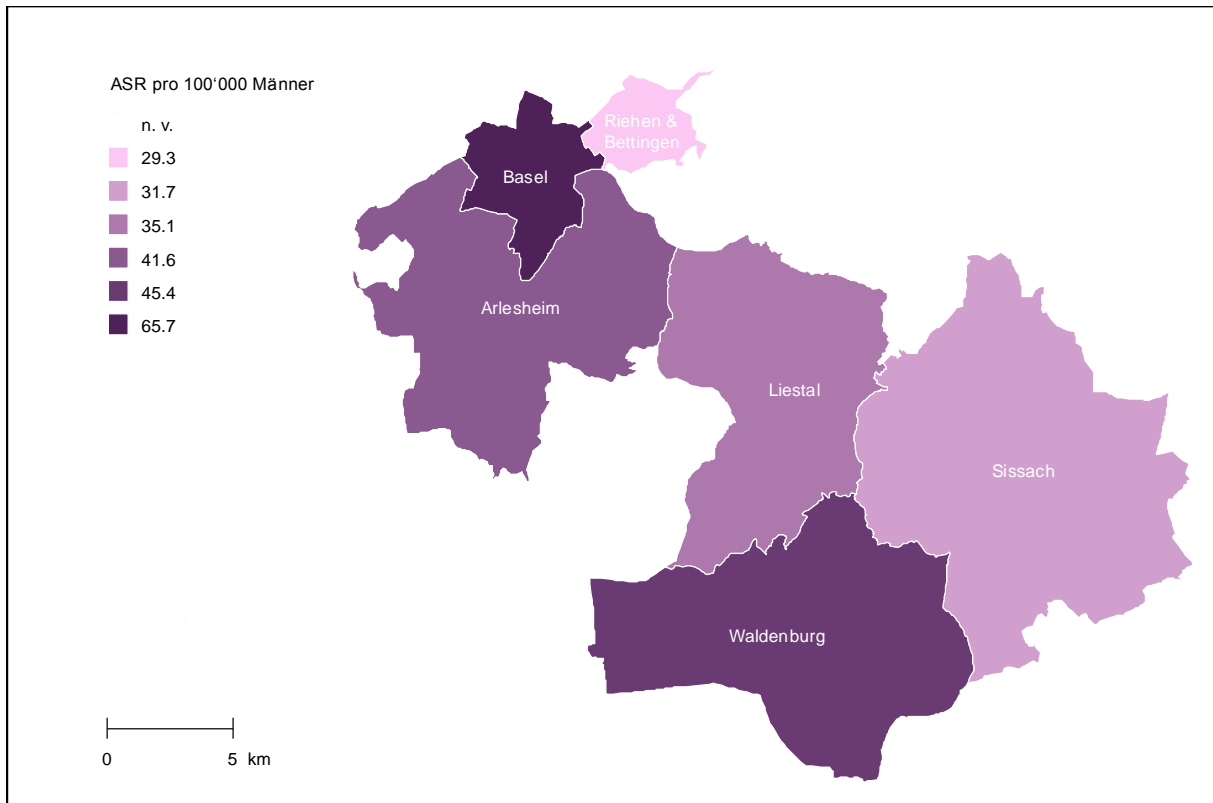 ASR pro 100‘000 Männer
n. v.
29.3
31.7
35.1
41.6
45.4
65.7
Riehen &
Bettingen
Basel
Arlesheim
Liestal
Sissach
Waldenburg
0 5 km